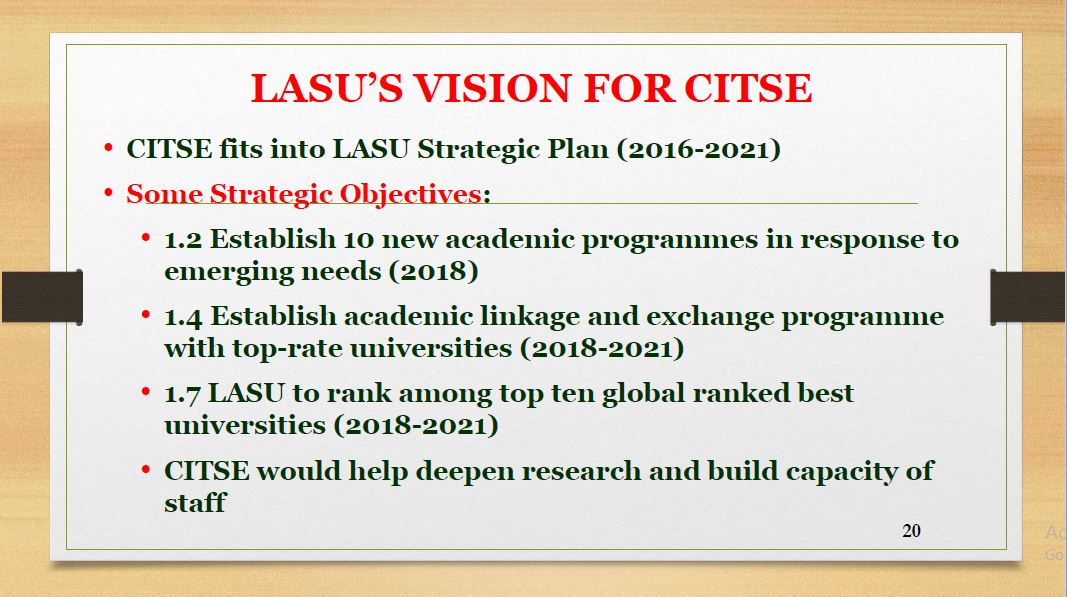 LASU’S VISION FOR CITSE
• CITSE fits into LASU Strategic Plan (2016-2021)
• Some Strategic Objectives:
• 1.2 Establish 10 new academic programmes in response to
emerging needs (2018)
• 1.4 Establish academic linkage and exchange programme
with top-rate universities (2018-2021)
• 1.7 LASU to rank among top ten global ranked best
universities (2018-2021)
• CITSE would help deepen research and build capacity of
staff
20